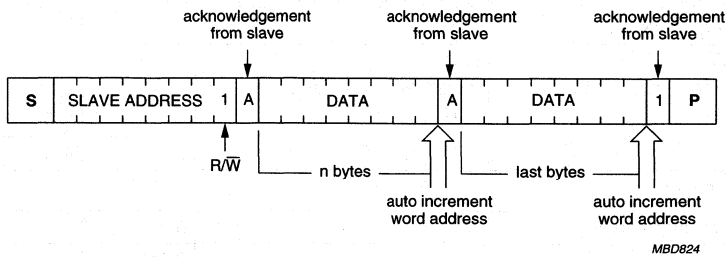 acknowledgement
from slave
acknowledgement
from slave
acknowledgement
from slave
S SLAVE ADDRESS 1 A DATA A DATA 1 P
R/W̅
n bytes
last bytes
auto increment
word address
auto increment
word address
MBD824